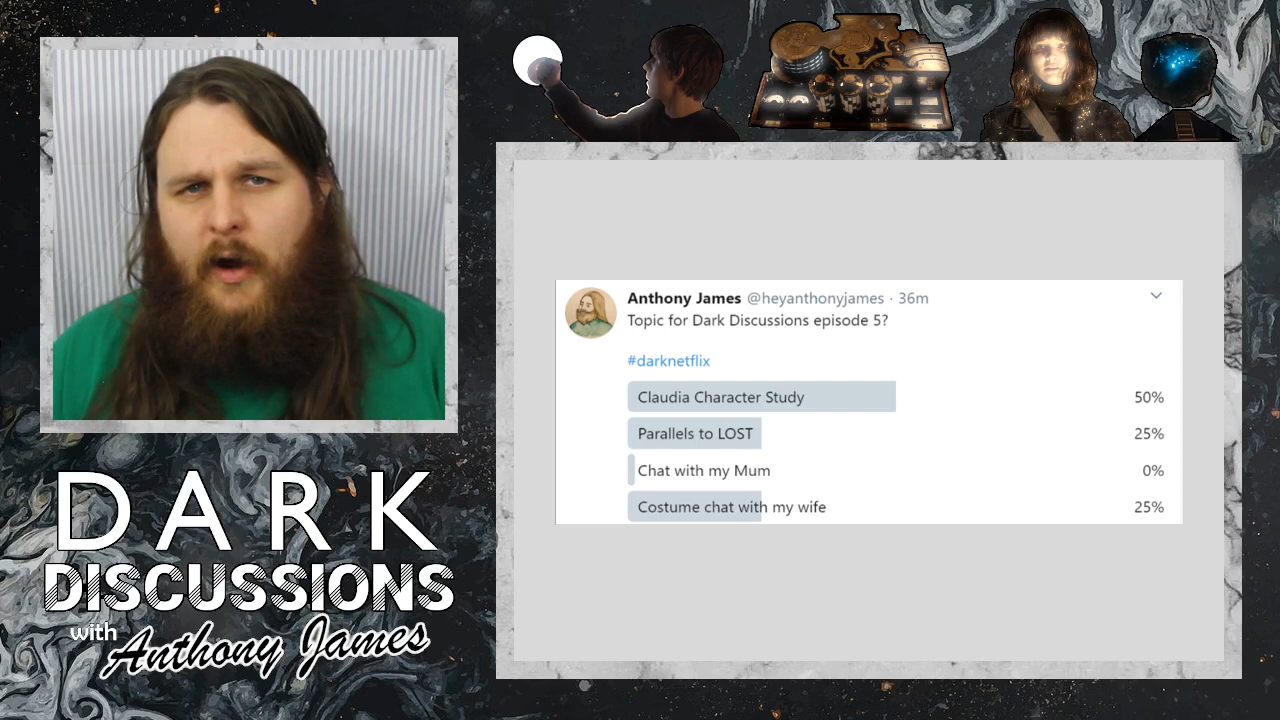 DARK
DISCUSSIONS
with Anthony James
Anthony James @heyanthonyjames · 36m
Topic for Dark Discussions episode 5?
#darknetflix
Claudia Character Study 50%
Parallels to LOST 25%
Chat with my Mum 0%
Costume chat with my wife 25%